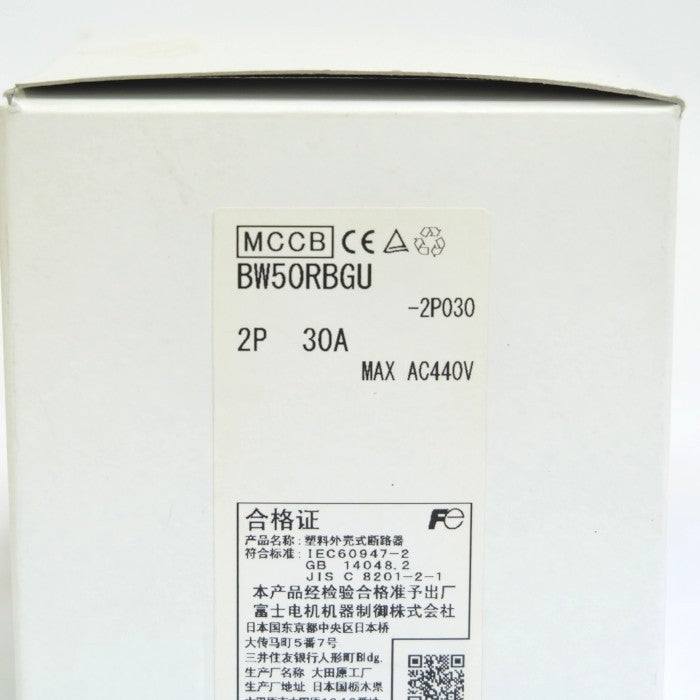 MCCB CE
BW50RBGU
-2P030
2P 30A
MAX AC440V
合格证 Fe
产品名称: 塑料外壳式断路器
符合标准: IEC60947-2
GB 14048.2
JIS C 8201-2-1
本产品经检验合格准予出厂
富士电机机器制御株式会社
日本国东京都中央区日本桥
大传马町5番7号
三井住友银行人形町Bldg.
生产厂名称 大田原工厂
生产厂地址 日本国栃木県